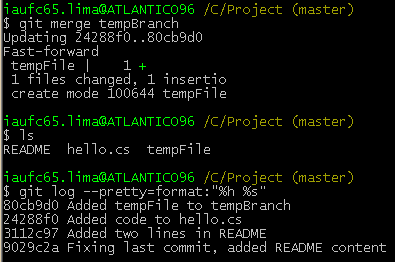 iaufc65.lima@ATLANTICO96 /C/Project (master)
$ git merge tempBranch
Updating 24288f0..80cb9d0
Fast-forward
 tempFile |    1 +
 1 files changed, 1 insertio
 create mode 100644 tempFile
iaufc65.lima@ATLANTICO96 /C/Project (master)
$ ls
README  hello.cs  tempFile
iaufc65.lima@ATLANTICO96 /C/Project (master)
$ git log --pretty=format:"%h %s"
80cb9d0 Added tempFile to tempBranch
24288f0 Added code to hello.cs
3112c97 Added two lines in README
9029c2a Fixing last commit, added README content